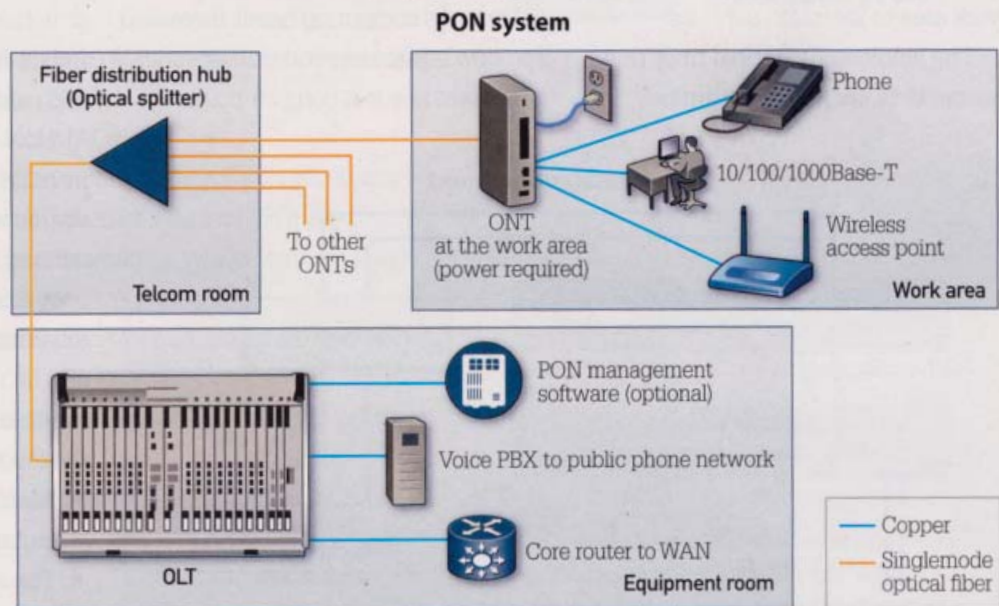 PON system
Fiber distribution hub
(Optical splitter)
To other
ONTs
Telcom room
ONT
at the work area
(power required)
Phone
10/100/1000Base-T
Wireless
access point
Work area
OLT
PON management
software (optional)
Voice PBX to public phone network
Core router to WAN
Equipment room
Copper
Singlemode
optical fiber